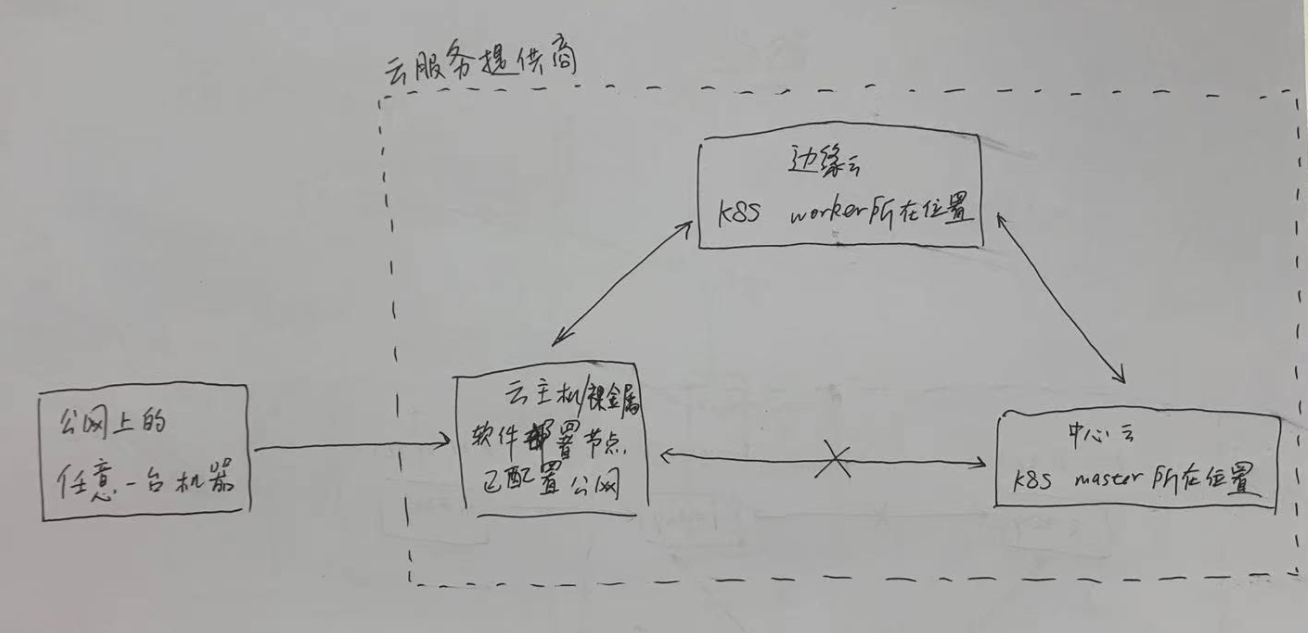 云服务提供商
边缘云
K8S worker所在位置
公网上的
任意一台机器
云主机/裸金属
软件部署节点
已配置公网
中心云
K8S master所在位置